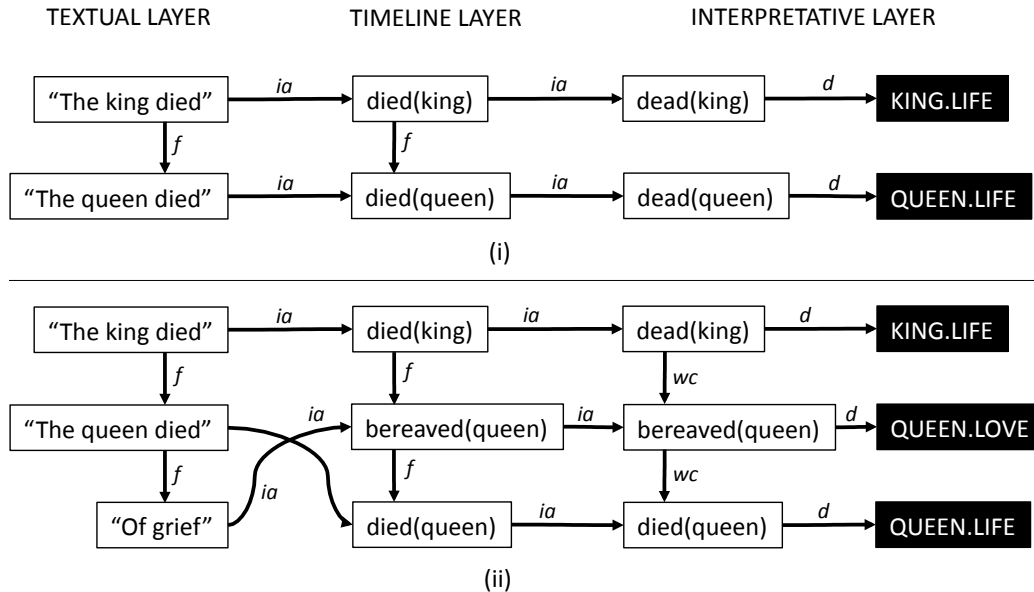 TEXTUAL LAYER TIMELINE LAYER INTERPRETATIVE LAYER
“The king died” ia died(king) ia dead(king) d KING.LIFE
f f
“The queen died” ia died(queen) ia dead(queen) d QUEEN.LIFE
(i)
“The king died” ia died(king) ia dead(king) d KING.LIFE
f f wc
“The queen died” ia bereaved(queen) ia bereaved(queen) d QUEEN.LOVE
f ia f wc
“Of grief” died(queen) ia died(queen) d QUEEN.LIFE
(ii)